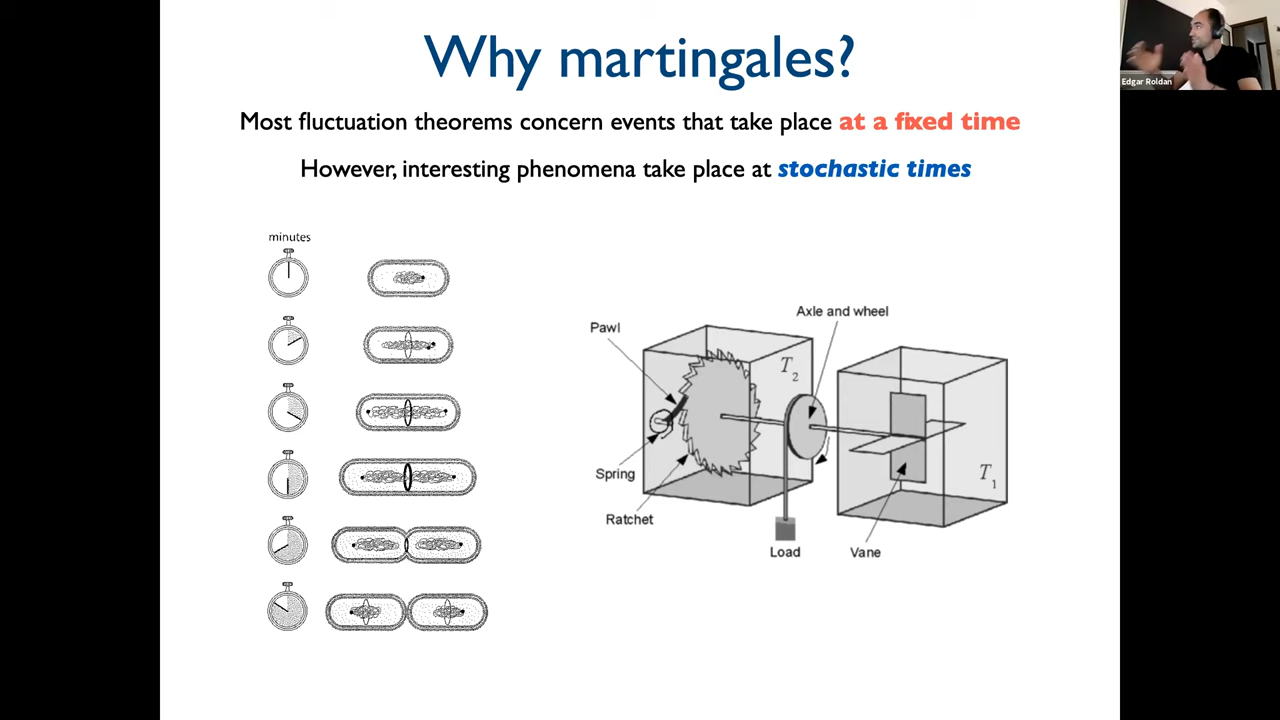 Why martingales?
Edgar Roldan
Most fluctuation theorems concern events that take place at a fixed time
However, interesting phenomena take place at stochastic times
minutes
Axle and wheel
Pawl
T2
Spring
T1
Ratchet
Load
Vane